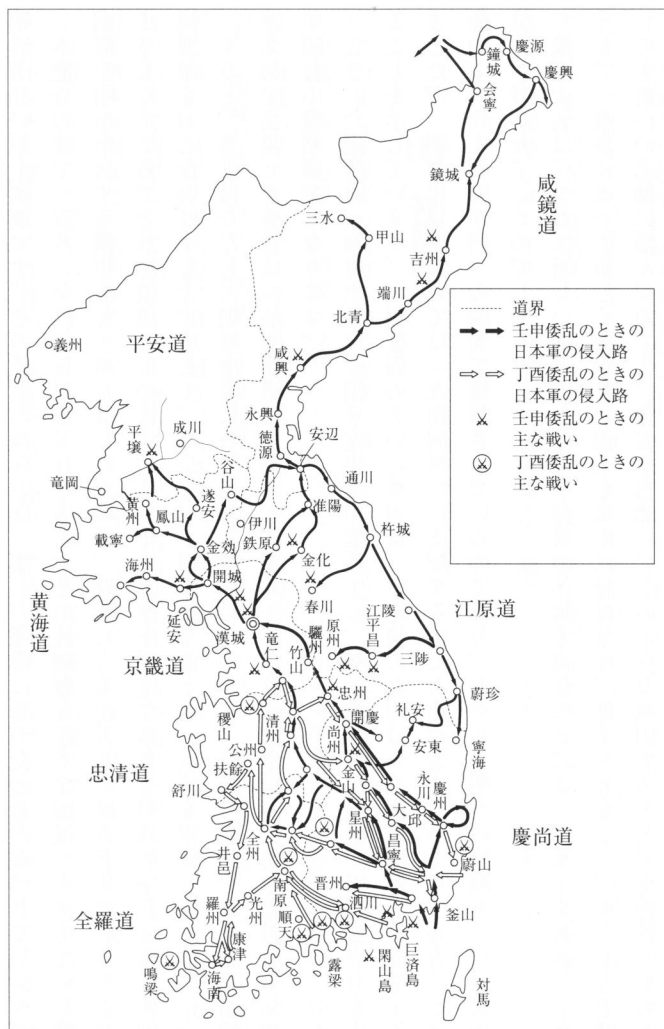 慶源
鐘城
慶興
会寧
鏡城
咸鏡道
三水
甲山
吉州
端川
北青
義州
平安道
咸興
永興
成川
平壌
徳源
安辺
竜岡
谷山
通川
遂安
淮陽
黄州
鳳山
伊川
杵城
載寧
金効
鉄原
金化
海州
開城
春川
江陵
江原道
黄海道
延安
漢城
原州
平昌
京畿道
竜仁
竹山
驪州
三陟
忠州
蔚珍
稷山
清州
礼安
開慶
尚州
公州
安東
寧海
忠清道
扶餘
金山
永川
慶州
舒川
大邱
星州
昌寧
慶尚道
全州
蔚山
井邑
晋州
南原
泗川
釜山
全羅道
羅州
光州
順天
康津
巨済島
露梁
閑山島
鳴梁
海南
対馬
道界
壬申倭乱のときの
日本軍の侵入路
丁酉倭乱のときの
日本軍の侵入路
壬申倭乱のときの
主な戦い
丁酉倭乱のときの
主な戦い